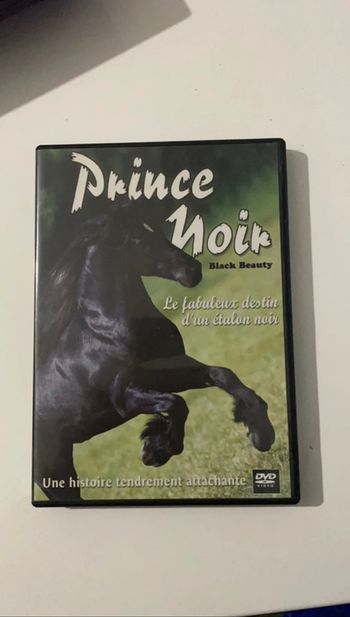 Prince
Noir
Black Beauty
Le fabuleux destin
d'un étalon noir
Une histoire tendrement attachante
DVD
VIDEO